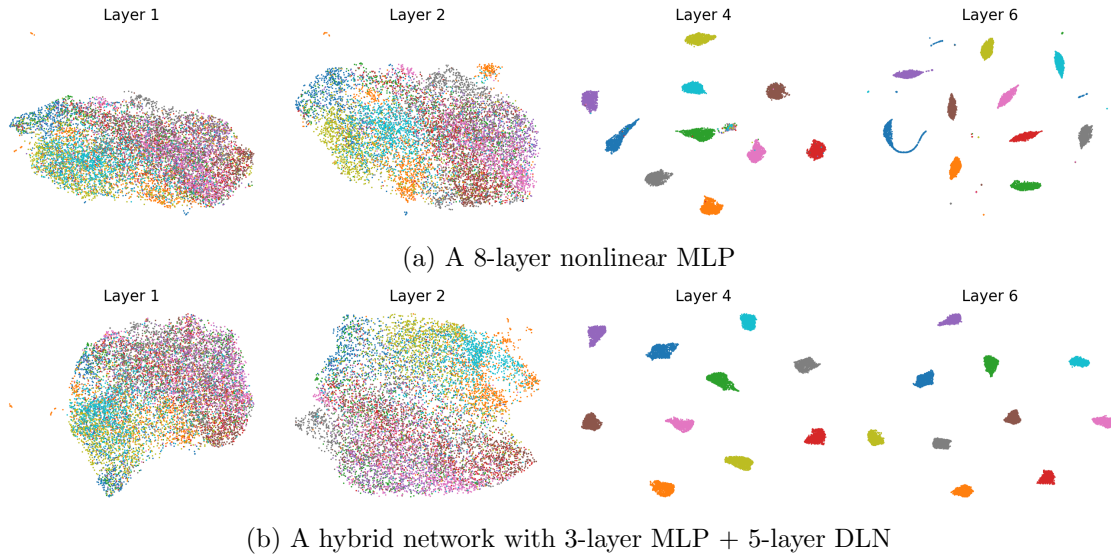 Layer 1
Layer 2
Layer 4
Layer 6
(a) A 8-layer nonlinear MLP
Layer 1
Layer 2
Layer 4
Layer 6
(b) A hybrid network with 3-layer MLP + 5-layer DLN